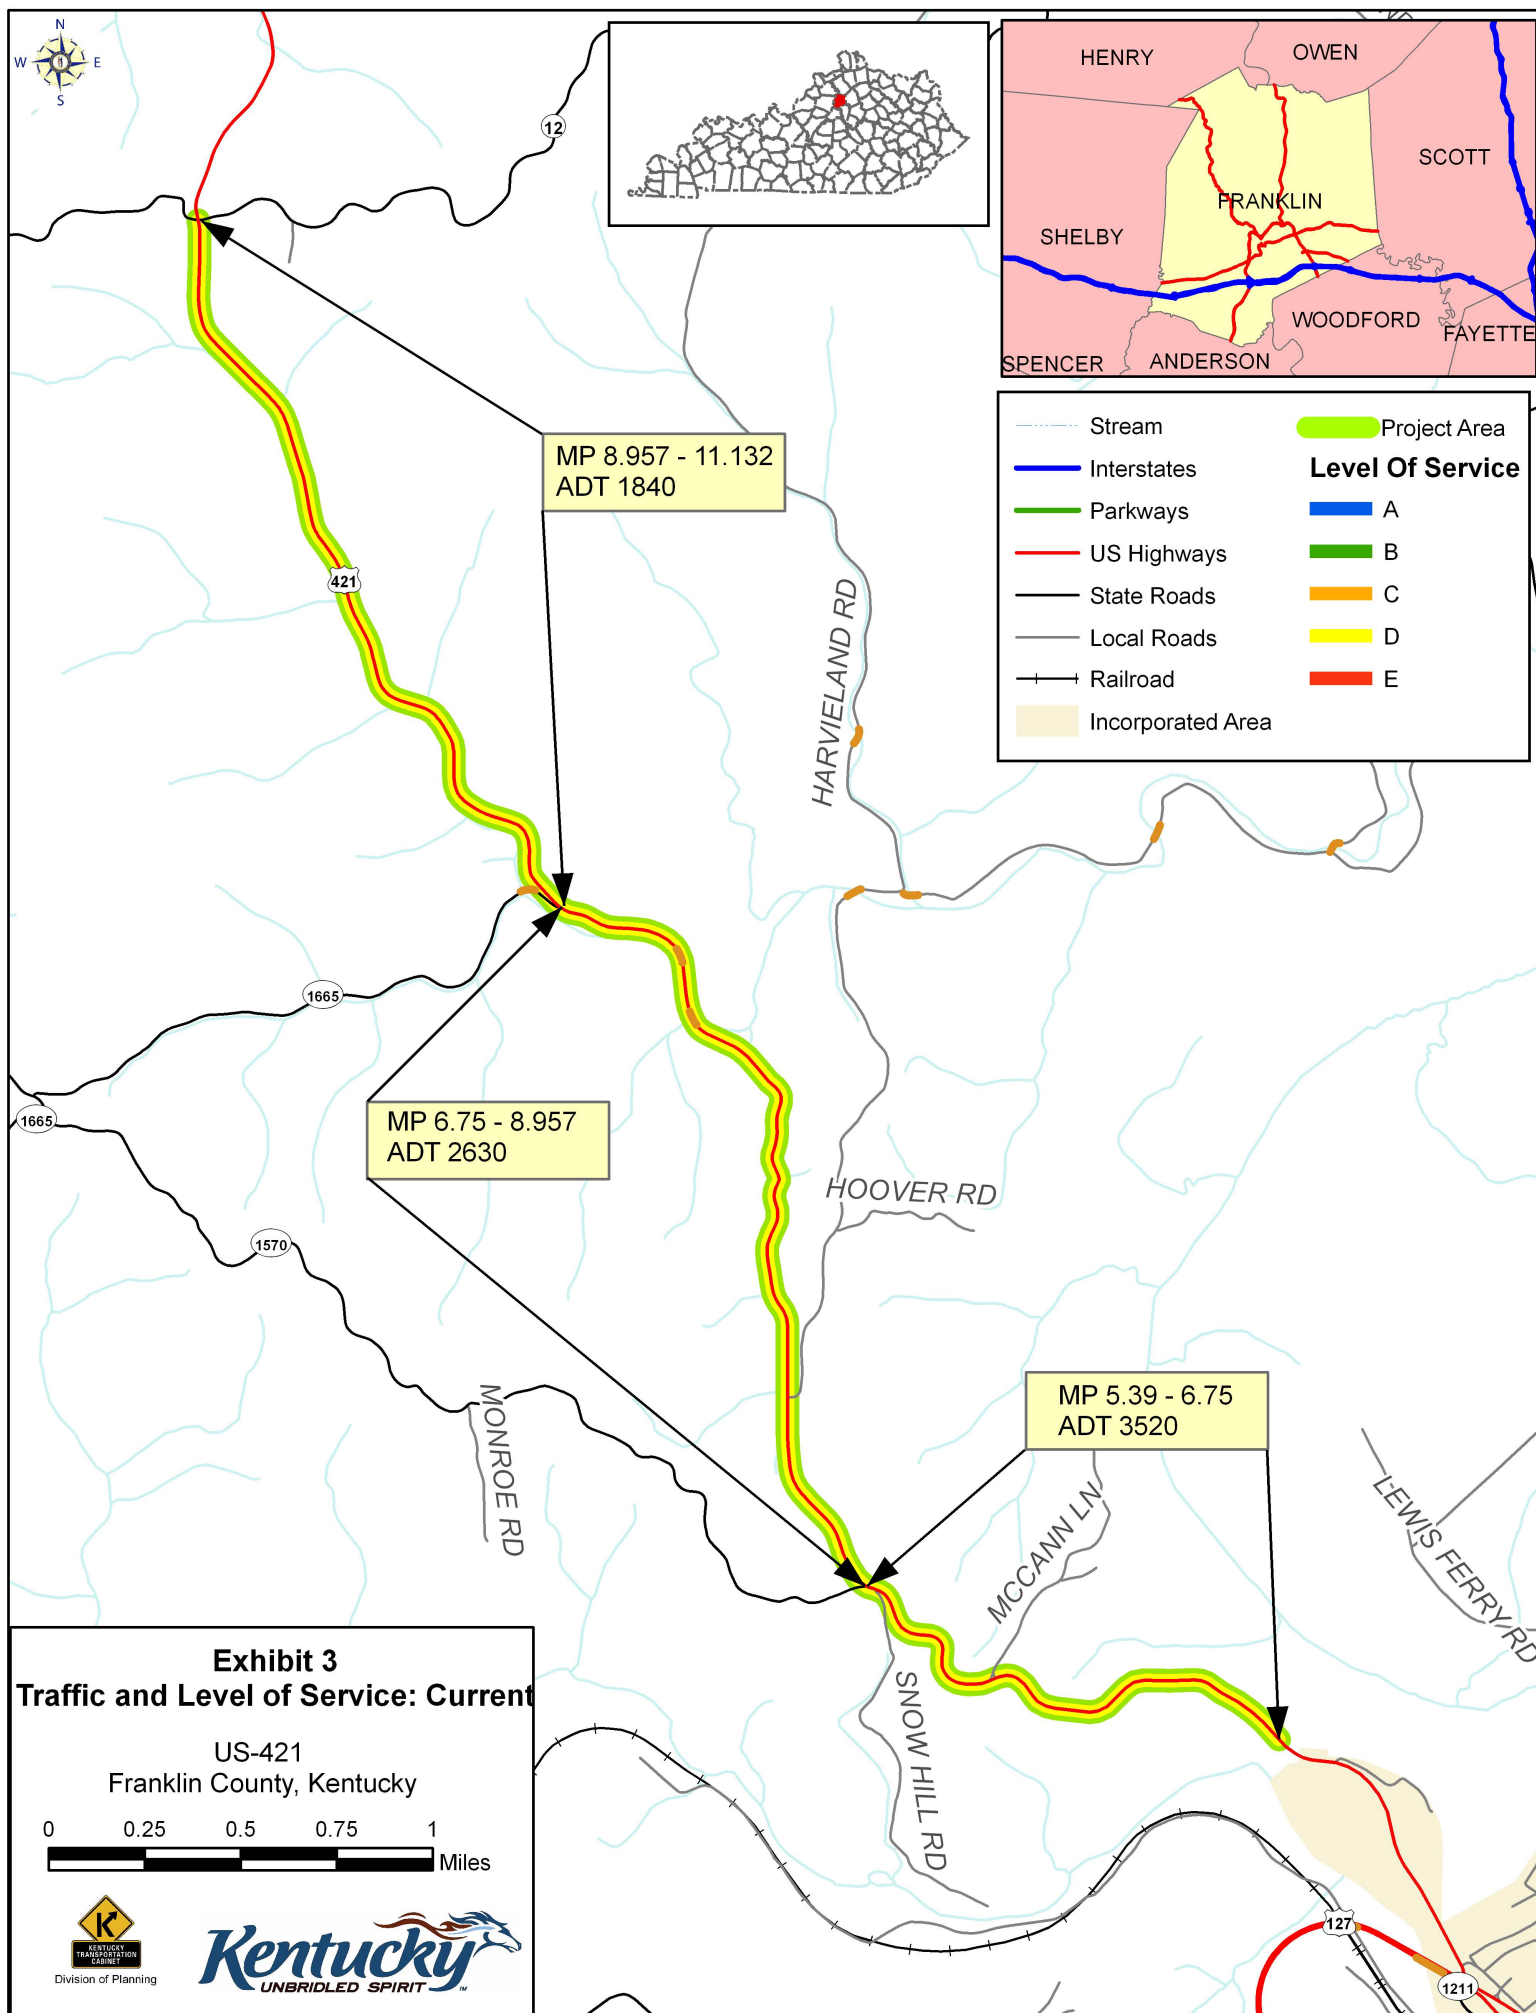 N
W
E
S
12
HENRY
OWEN
SCOTT
FRANKLIN
SHELBY
WOODFORD
FAYETTE
SPENCER
ANDERSON
Stream
Interstates
Parkways
US Highways
State Roads
Local Roads
Railroad
Incorporated Area
Project Area
Level Of Service
A
B
C
D
E
MP 8.957 - 11.132
ADT 1840
421
HARVIELAND RD
1665
1665
MP 6.75 - 8.957
ADT 2630
HOOVER RD
1570
MONROE RD
MP 5.39 - 6.75
ADT 3520
MCCANN LN
LEWIS FERRY RD
SNOW HILL RD
127
1211
Exhibit 3
Traffic and Level of Service: Current
US-421
Franklin County, Kentucky
0 0.25 0.5 0.75 1
Miles
K
KENTUCKY
TRANSPORTATION
CABINET
Division of Planning
Kentucky
UNBRIDLED SPIRIT
TM